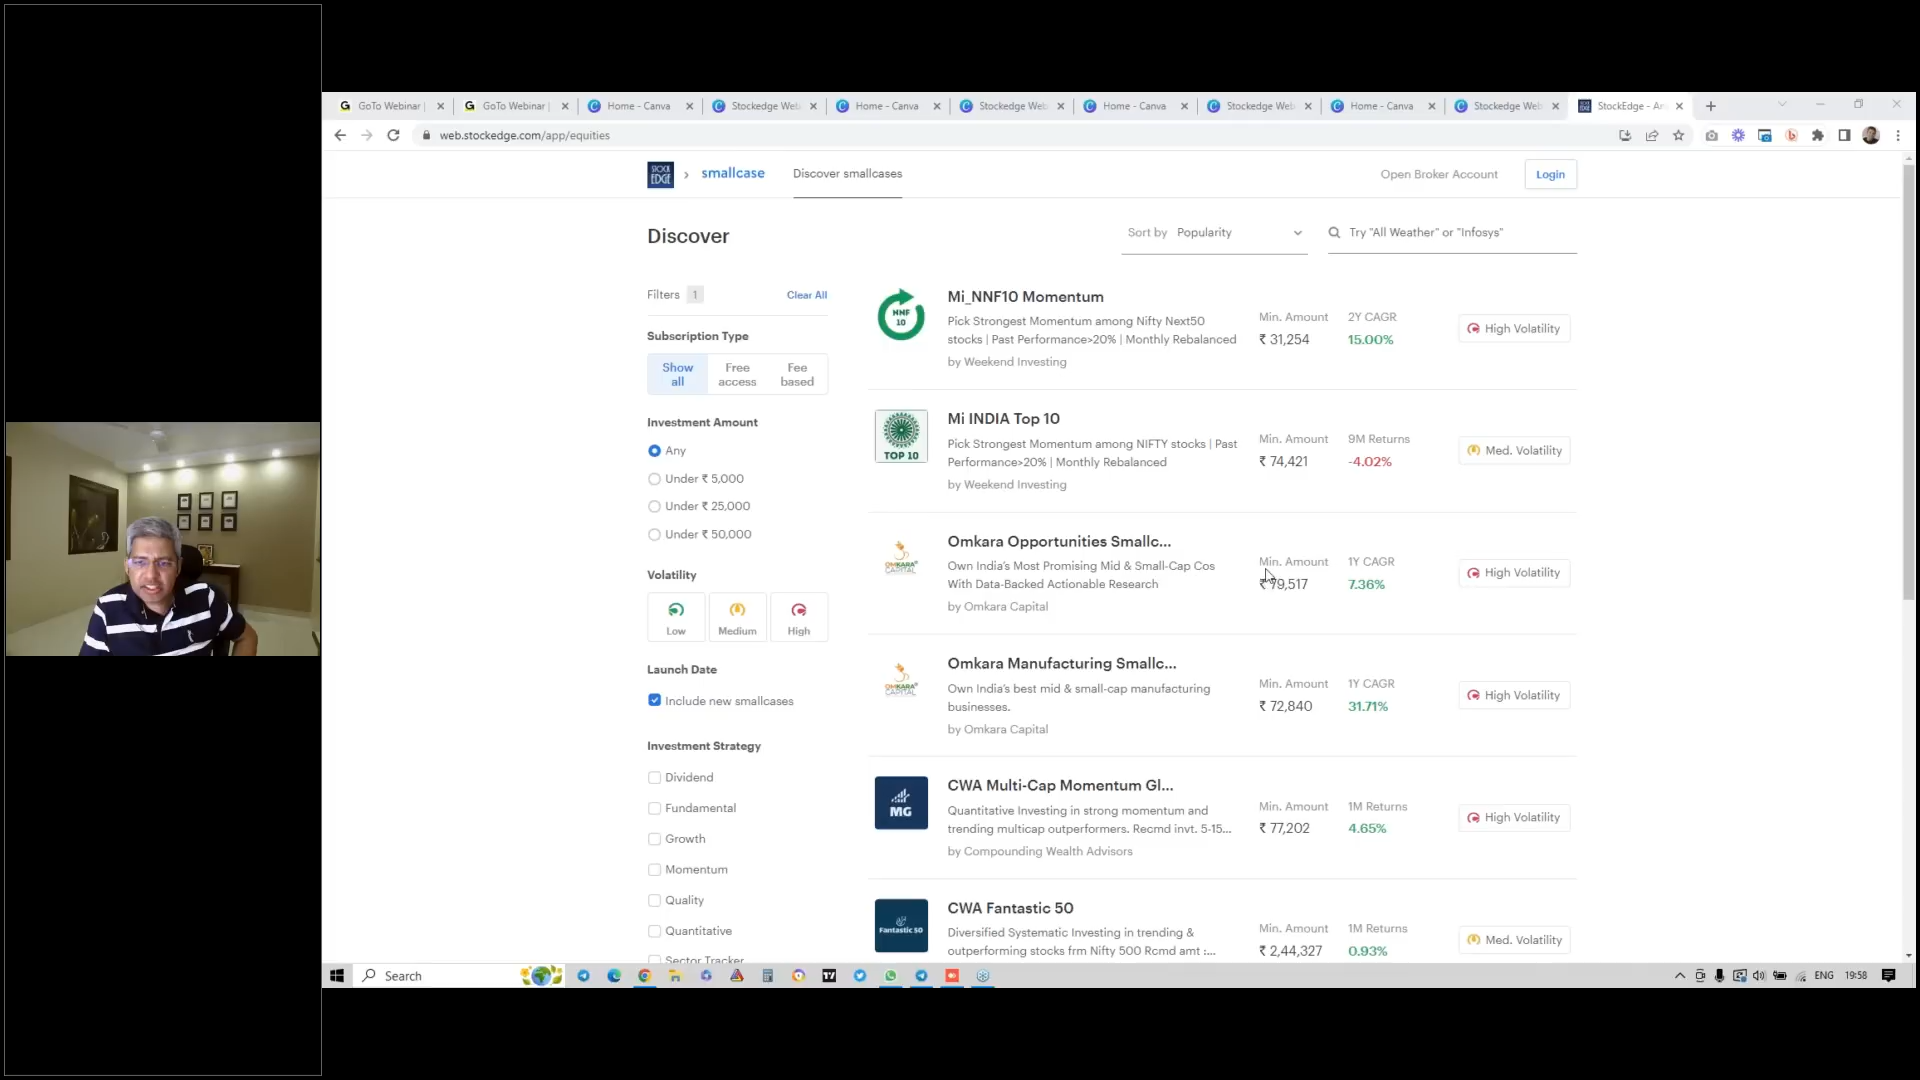 GoTo Webinar |
GoTo Webinar |
Home - Canva
Stockedge Web
Home - Canva
Stockedge Web
Home - Canva
Stockedge Web
Home - Canva
Stockedge Web
StockEdge - An
web.stockedge.com/app/equities
STOCK EDGE
smallcase
Discover smallcases
Open Broker Account
Login
Discover
Sort by Popularity
Try "All Weather" or "Infosys"
Filters 1
Clear All
Subscription Type
Show all
Free access
Fee based
Investment Amount
Any
Under ₹ 5,000
Under ₹ 25,000
Under ₹ 50,000
Volatility
Low
Medium
High
Launch Date
Include new smallcases
Investment Strategy
Dividend
Fundamental
Growth
Momentum
Quality
Quantitative
Sector Tracker
NNF 10
Mi_NNF10 Momentum
Pick Strongest Momentum among Nifty Next50
stocks | Past Performance>20% | Monthly Rebalanced
by Weekend Investing
Min. Amount
₹ 31,254
2Y CAGR
15.00%
High Volatility
TOP 10
Mi INDIA Top 10
Pick Strongest Momentum among NIFTY stocks | Past
Performance>20% | Monthly Rebalanced
by Weekend Investing
Min. Amount
₹ 74,421
9M Returns
-4.02%
Med. Volatility
OMKARA CAPITAL
Omkara Opportunities Smallc...
Own India's Most Promising Mid & Small-Cap Cos
With Data-Backed Actionable Research
by Omkara Capital
Min. Amount
₹ 79,517
1Y CAGR
7.36%
High Volatility
OMKARA CAPITAL
Omkara Manufacturing Smallc...
Own India's best mid & small-cap manufacturing
businesses.
by Omkara Capital
Min. Amount
₹ 72,840
1Y CAGR
31.71%
High Volatility
MG
CWA Multi-Cap Momentum Gl...
Quantitative Investing in strong momentum and
trending multicap outperformers. Recmd invt. 5-15...
by Compounding Wealth Advisors
Min. Amount
₹ 77,202
1M Returns
4.65%
High Volatility
Fantastic 50
CWA Fantastic 50
Diversified Systematic Investing in trending &
outperforming stocks frm Nifty 500 Rcmd amt :...
Min. Amount
₹ 2,44,327
1M Returns
0.93%
Med. Volatility
Search
ENG
19:58